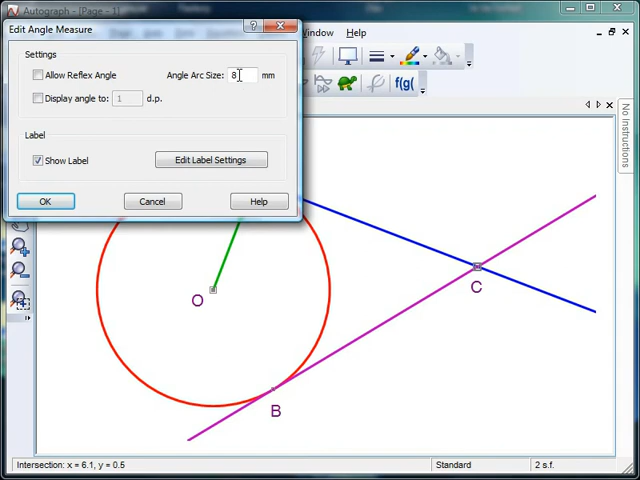 Autograph - [Page - 1]
Edit Angle Measure
?
Window Help
Settings
Allow Reflex Angle
Angle Arc Size: 8 mm
Display angle to: 1 d.p.
f(g(
Label
Show Label
Edit Label Settings
OK
Cancel
Help
No Instructions
O
C
B
Intersection: x = 6.1, y = 0.5
Standard
2 s.f.